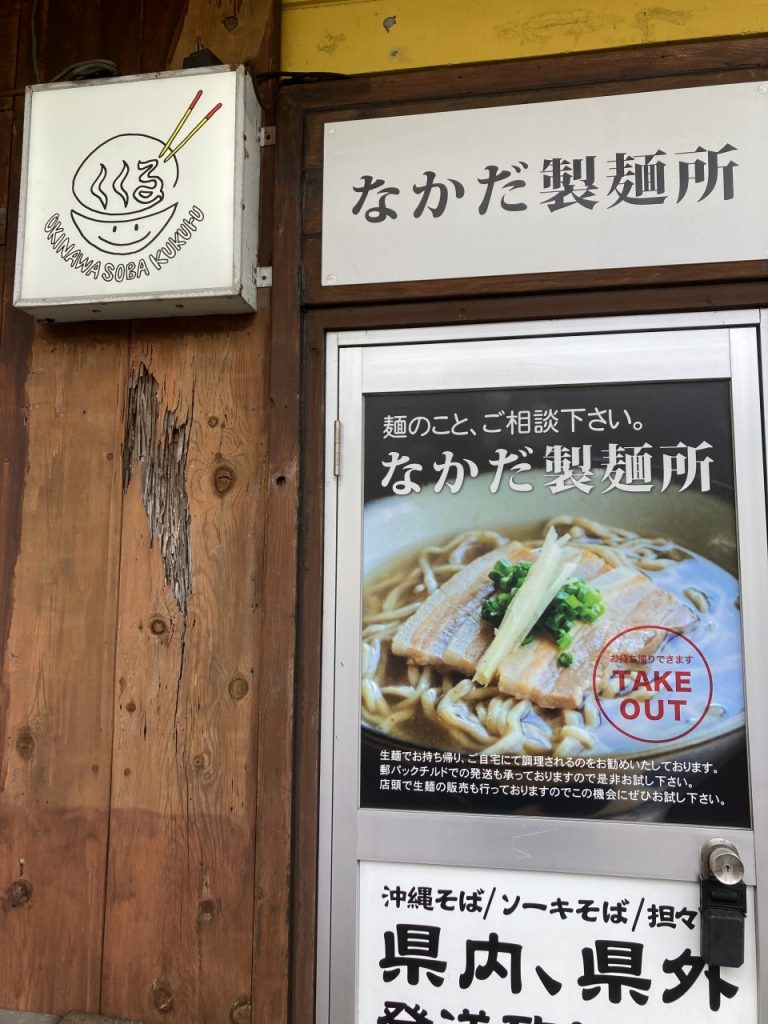 くくる
OKINAWA SOBA KUKURU
なかだ製麺所
麺のこと、ご相談下さい。
なかだ製麺所
お持ち帰りできます
TAKE
OUT
生麺でお持ち帰り、ご自宅にて調理されるのをお勧めいたしております。
郵パックチルドでの発送も承っておりますので是非お試し下さい。
店頭で生麺の販売も行っておりますのでこの機会にぜひお試し下さい。
沖縄そば/ソーキそば/担々
県内、県外